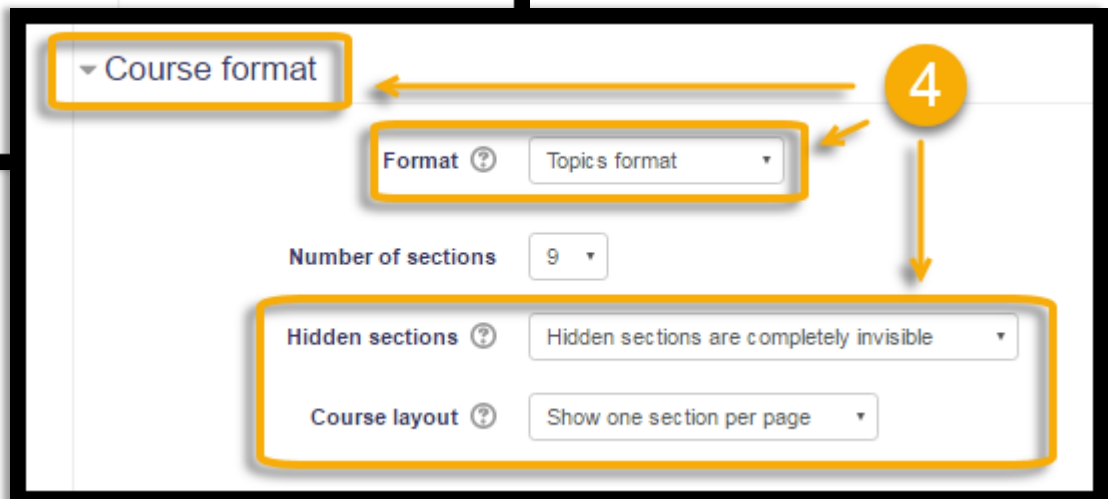 Course format
4
Format Topics format
Number of sections 9
Hidden sections Hidden sections are completely invisible
Course layout Show one section per page